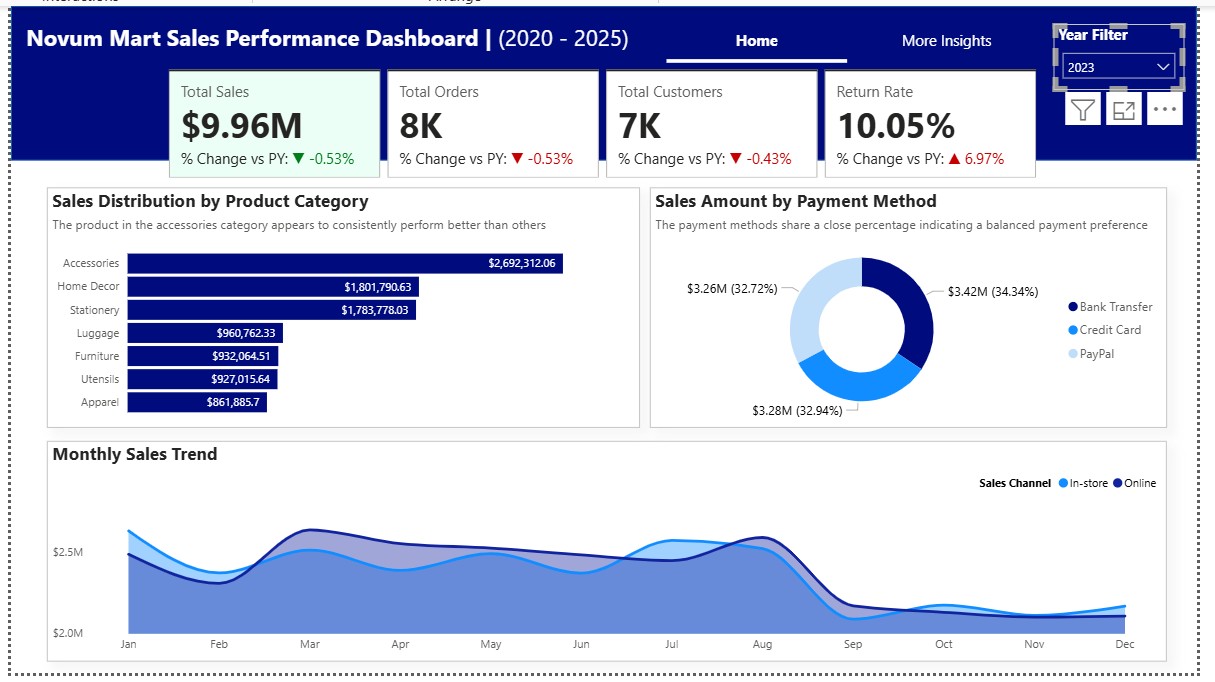 Interactions
Arrange
Novum Mart Sales Performance Dashboard | (2020 - 2025)
Home
More Insights
Year Filter
2023
Total Sales
$9.96M
% Change vs PY: ▼ -0.53%
Total Orders
8K
% Change vs PY: ▼ -0.53%
Total Customers
7K
% Change vs PY: ▼ -0.43%
Return Rate
10.05%
% Change vs PY: ▲ 6.97%
Sales Distribution by Product Category
The product in the accessories category appears to consistently perform better than others
Accessories $2,692,312.06
Home Decor $1,801,790.63
Stationery $1,783,778.03
Luggage $960,762.33
Furniture $932,064.51
Utensils $927,015.64
Apparel $861,885.7
Sales Amount by Payment Method
The payment methods share a close percentage indicating a balanced payment preference
$3.26M (32.72%)
$3.42M (34.34%)
$3.28M (32.94%)
Bank Transfer
Credit Card
PayPal
Monthly Sales Trend
Sales Channel In-store Online
$2.5M
$2.0M
Jan Feb Mar Apr May Jun Jul Aug Sep Oct Nov Dec